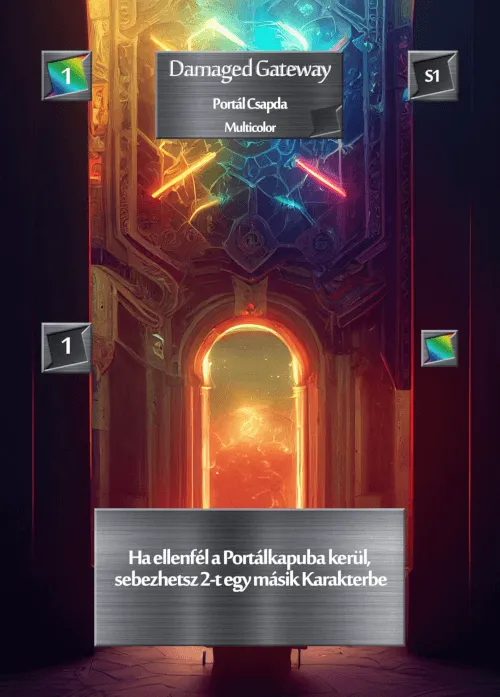 1
Damaged Gateway
S1
Portál Csapda
Multicolor
1
Ha ellenfél a Portálkapuba kerül,
sebezhetsz 2-t egy másik Karakterbe